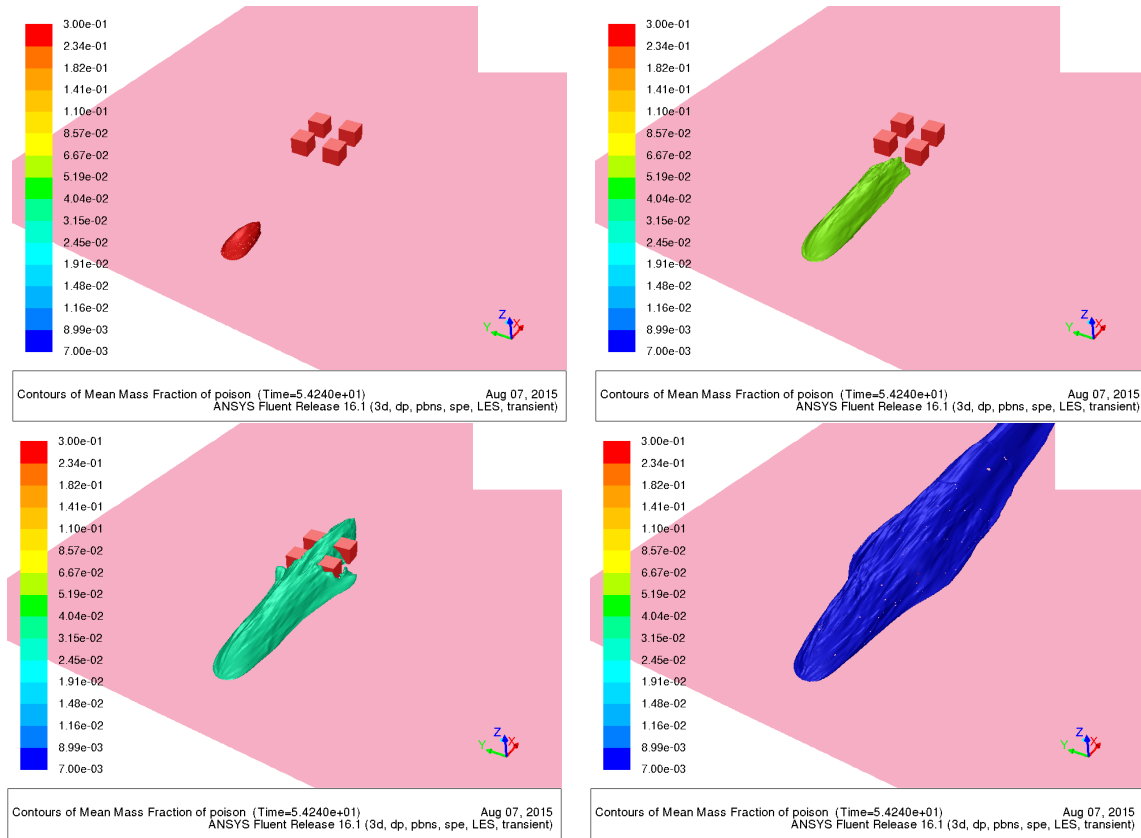 3.00e-01
2.34e-01
1.82e-01
1.41e-01
1.10e-01
8.57e-02
6.67e-02
5.19e-02
4.04e-02
3.15e-02
2.45e-02
1.91e-02
1.48e-02
1.16e-02
8.99e-03
7.00e-03
Z
Y
X
Contours of Mean Mass Fraction of poison (Time=5.4240e+01) Aug 07, 2015
ANSYS Fluent Release 16.1 (3d, dp, pbns, spe, LES, transient)
3.00e-01
2.34e-01
1.82e-01
1.41e-01
1.10e-01
8.57e-02
6.67e-02
5.19e-02
4.04e-02
3.15e-02
2.45e-02
1.91e-02
1.48e-02
1.16e-02
8.99e-03
7.00e-03
Z
Y
X
Contours of Mean Mass Fraction of poison (Time=5.4240e+01) Aug 07, 2015
ANSYS Fluent Release 16.1 (3d, dp, pbns, spe, LES, transient)
3.00e-01
2.34e-01
1.82e-01
1.41e-01
1.10e-01
8.57e-02
6.67e-02
5.19e-02
4.04e-02
3.15e-02
2.45e-02
1.91e-02
1.48e-02
1.16e-02
8.99e-03
7.00e-03
Z
Y
X
Contours of Mean Mass Fraction of poison (Time=5.4240e+01) Aug 07, 2015
ANSYS Fluent Release 16.1 (3d, dp, pbns, spe, LES, transient)
3.00e-01
2.34e-01
1.82e-01
1.41e-01
1.10e-01
8.57e-02
6.67e-02
5.19e-02
4.04e-02
3.15e-02
2.45e-02
1.91e-02
1.48e-02
1.16e-02
8.99e-03
7.00e-03
Z
Y
X
Contours of Mean Mass Fraction of poison (Time=5.4240e+01) Aug 07, 2015
ANSYS Fluent Release 16.1 (3d, dp, pbns, spe, LES, transient)